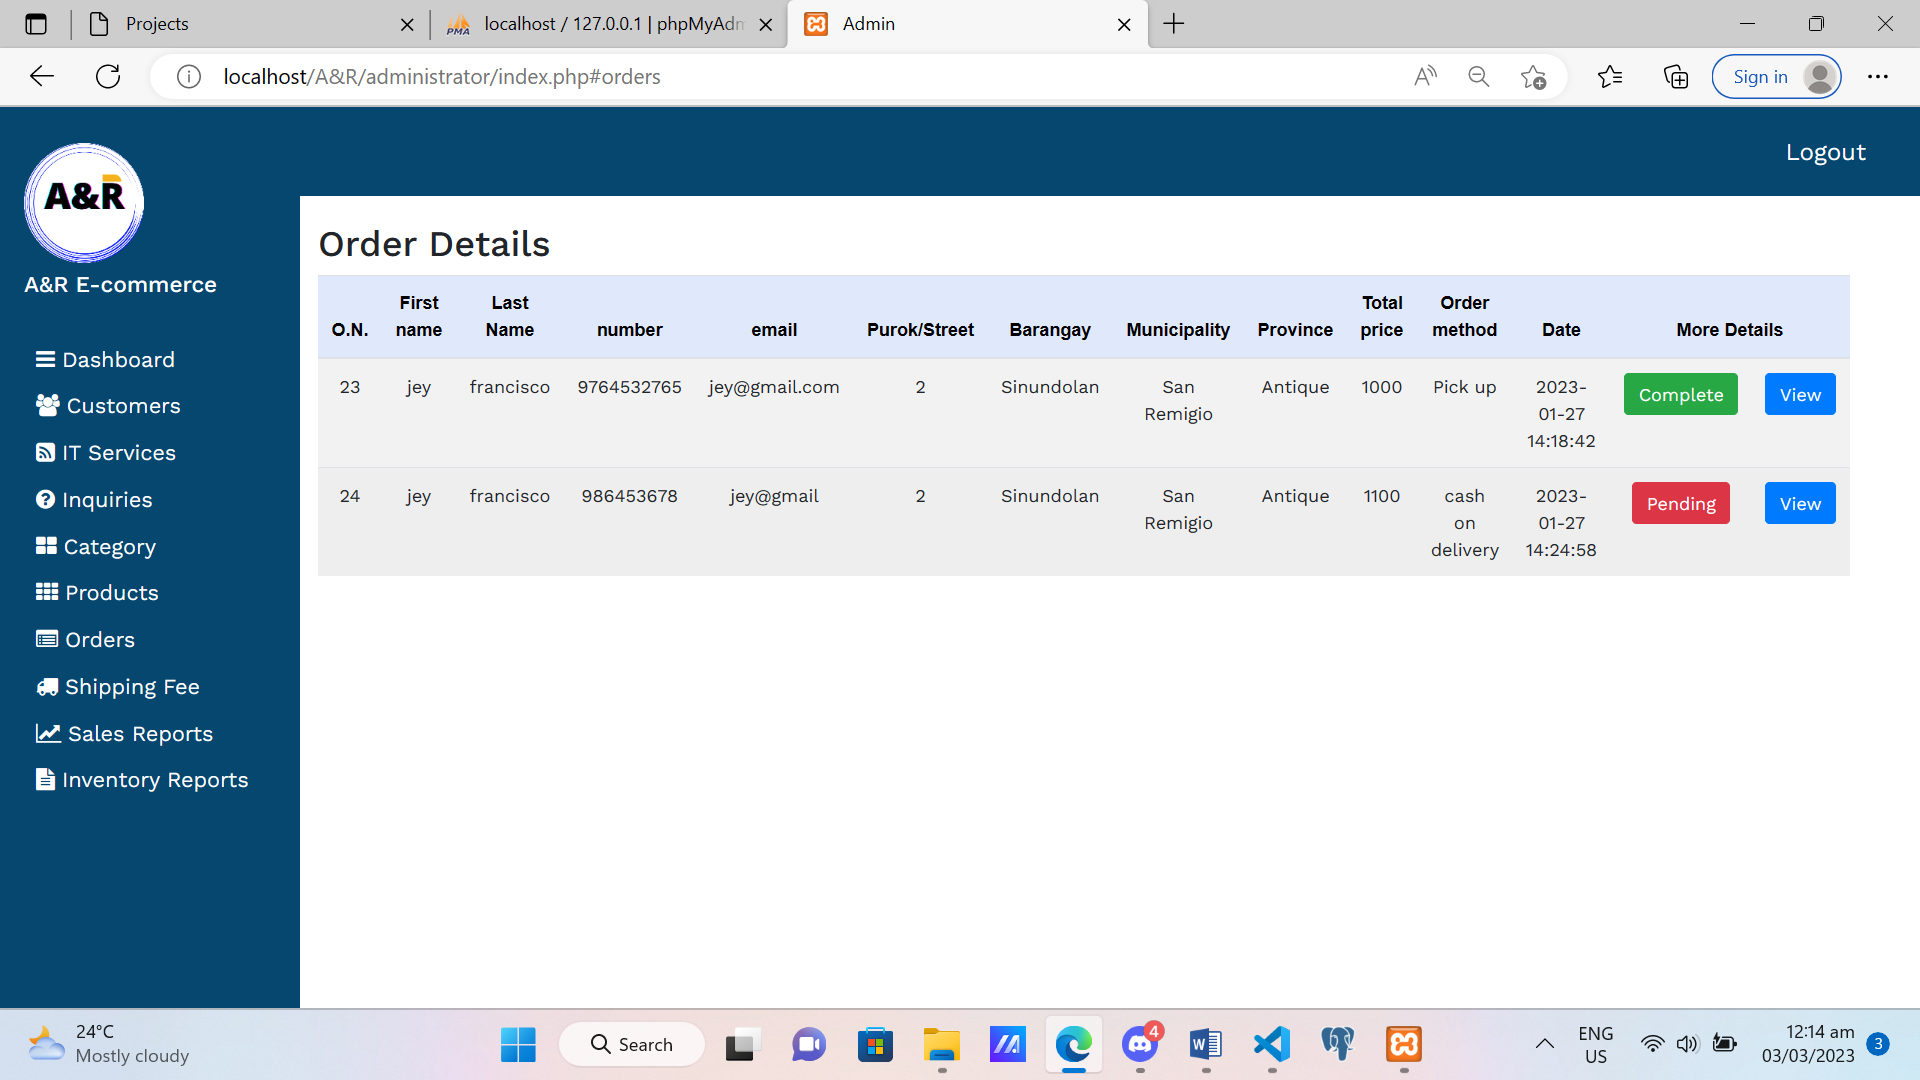 Projects
localhost / 127.0.0.1 | phpMyAdm
Admin
localhost/A&R/administrator/index.php#orders
Sign in
Logout
A&R
A&R E-commerce
Dashboard
Customers
IT Services
Inquiries
Category
Products
Orders
Shipping Fee
Sales Reports
Inventory Reports
Order Details
O.N. First name Last Name number email Purok/Street Barangay Municipality Province Total price Order method Date More Details
23 jey francisco 9764532765 jey@gmail.com 2 Sinundolan San Remigio Antique 1000 Pick up 2023-01-27 14:18:42 Complete View
24 jey francisco 986453678 jey@gmail 2 Sinundolan San Remigio Antique 1100 cash on delivery 2023-01-27 14:24:58 Pending View
24°C
Mostly cloudy
Search
4
ENG
US
12:14 am
03/03/2023
3